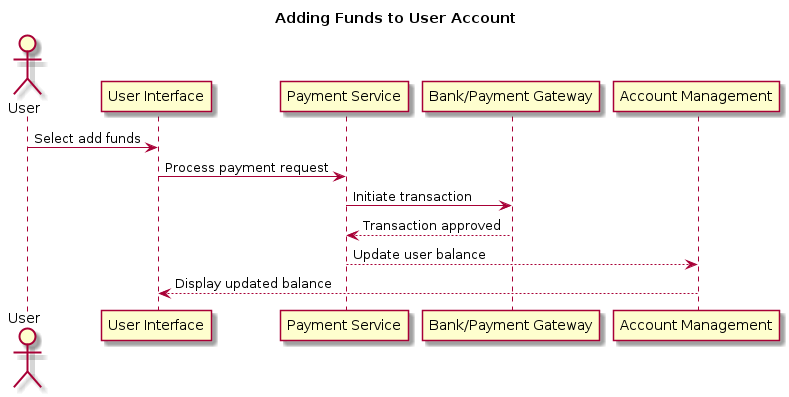 Adding Funds to User Account
User
User Interface
Payment Service
Bank/Payment Gateway
Account Management
Select add funds
Process payment request
Initiate transaction
Transaction approved
Update user balance
Display updated balance
User
User Interface
Payment Service
Bank/Payment Gateway
Account Management